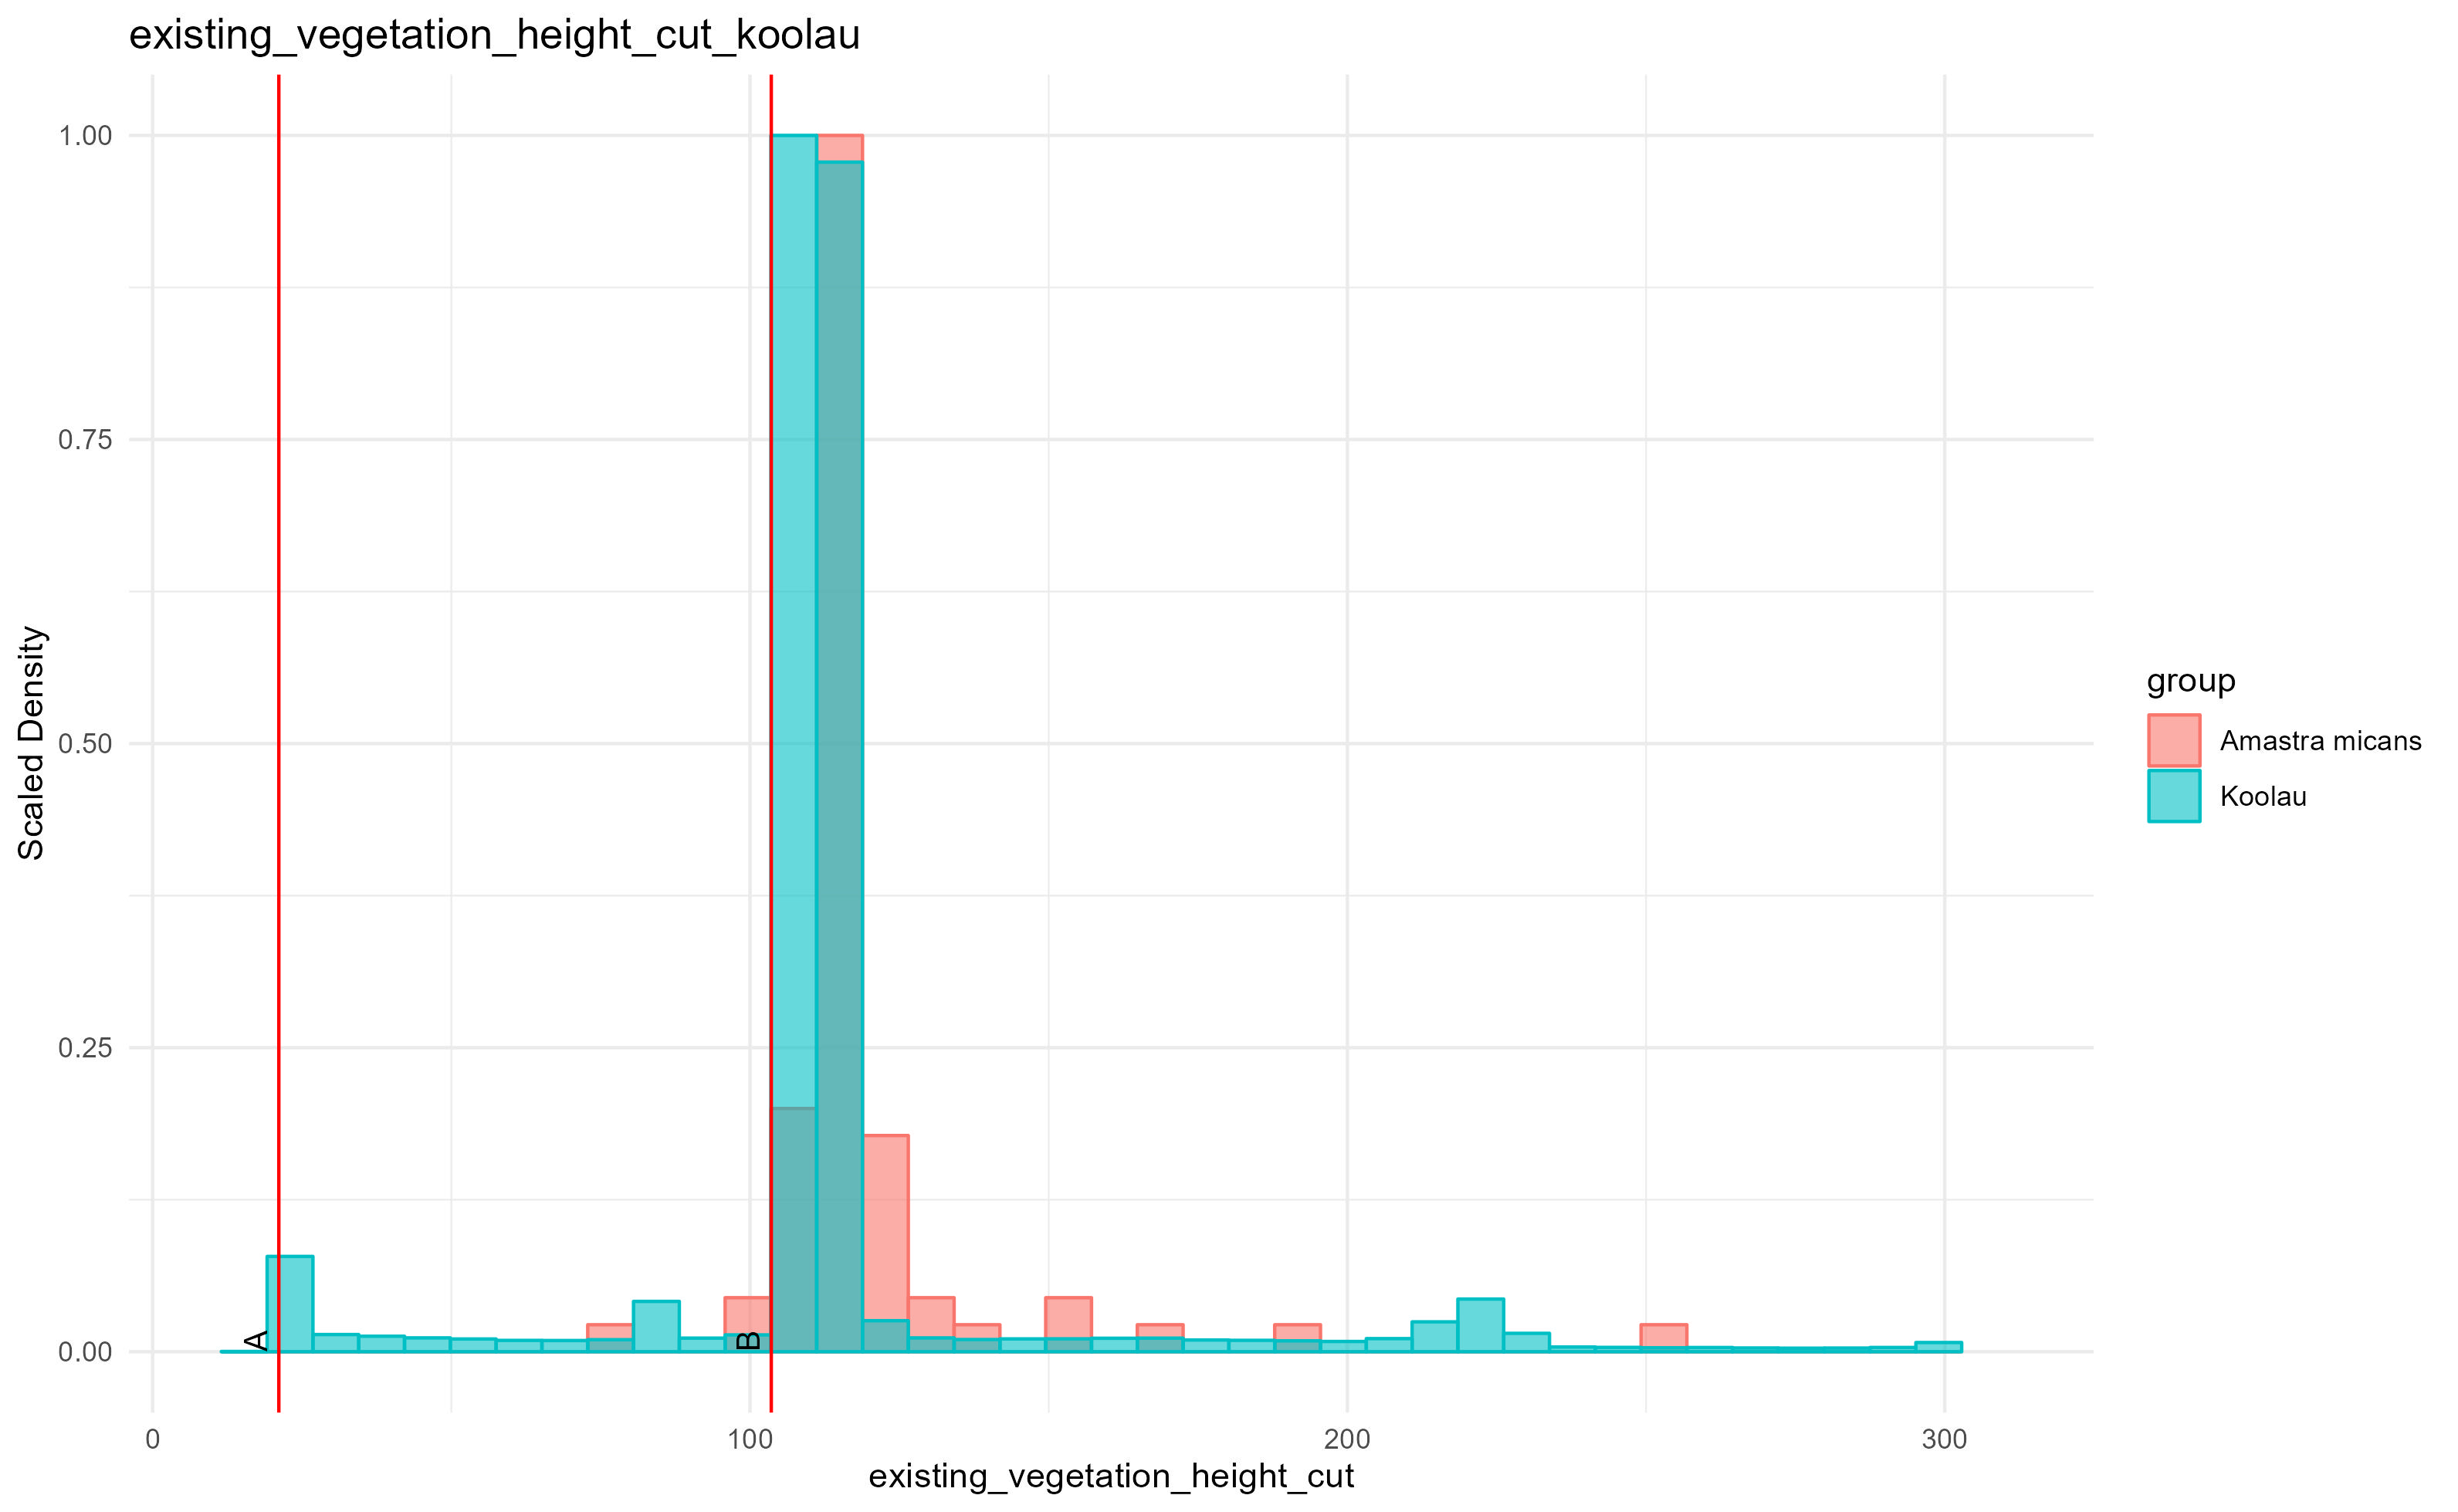 existing_vegetation_height_cut_koolau
1.00
0.75
0.50
0.25
0.00
Scaled Density
A
B
0
100
200
300
existing_vegetation_height_cut
group
Amastra micans
Koolau